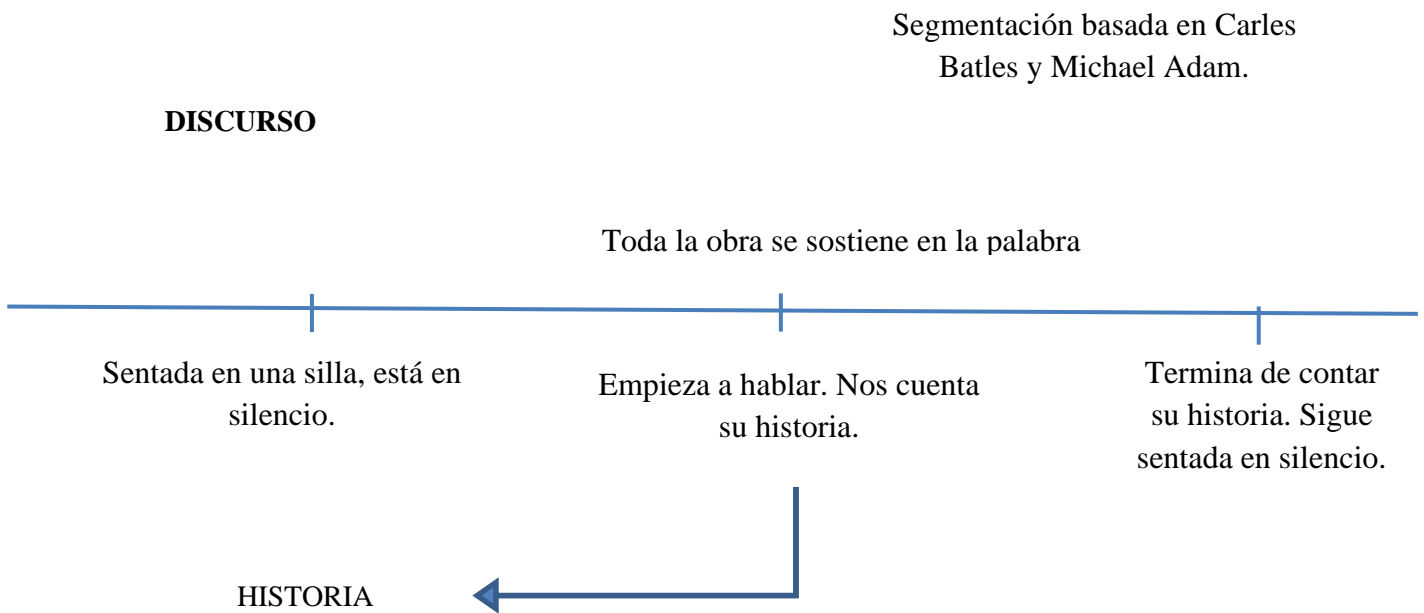 Segmentación basada en Carles
Batles y Michael Adam.
DISCURSO
Toda la obra se sostiene en la palabra
Sentada en una silla, está en
silencio.
Empieza a hablar. Nos cuenta
su historia.
Termina de contar
su historia. Sigue
sentada en silencio.
HISTORIA